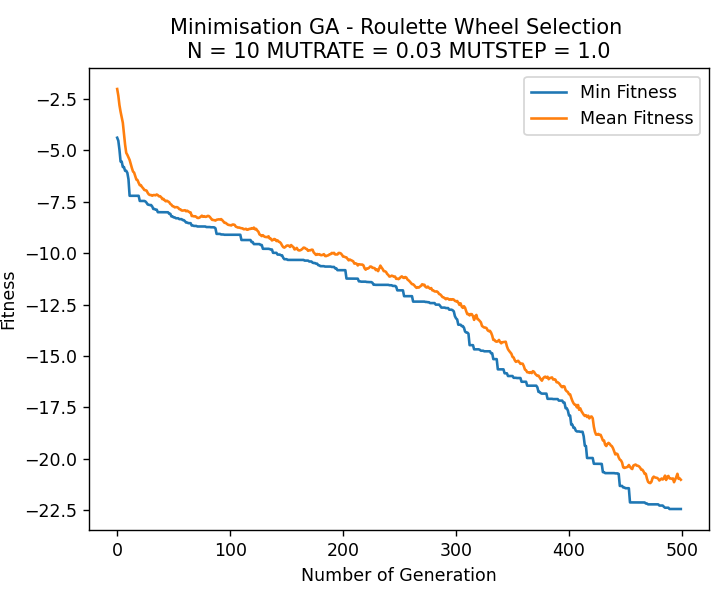 Minimisation GA - Roulette Wheel Selection
N = 10 MUTRATE = 0.03 MUTSTEP = 1.0
Min Fitness
Mean Fitness
Fitness
−2.5
−5.0
−7.5
−10.0
−12.5
−15.0
−17.5
−20.0
−22.5
0 100 200 300 400 500
Number of Generation